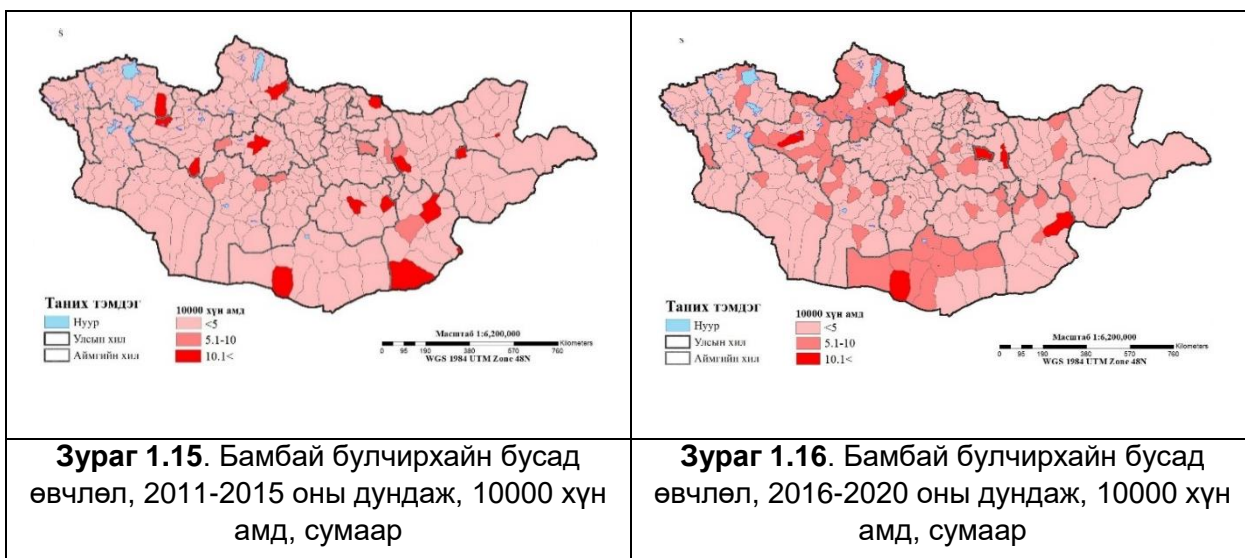 Таних тэмдэг
Нуур
Улсын хил
Аймгийн хил
10000 хүн амд
<5
5.1-10
10.1<
Масштаб 1:6,200,000
Kilometers
0 95 190 380 570 760
WGS 1984 UTM Zone 48N
Зураг 1.15. Бамбай булчирхайн бусад
өвчлөл, 2011-2015 оны дундаж, 10000 хүн
амд, сумаар
Таних тэмдэг
Нуур
Улсын хил
Аймгийн хил
10000 хүн амд
<5
5.1-10
10.1<
Масштаб 1:6,200,000
Kilometers
0 95 190 380 570 760
WGS 1984 UTM Zone 48N
Зураг 1.16. Бамбай булчирхайн бусад
өвчлөл, 2016-2020 оны дундаж, 10000 хүн
амд, сумаар